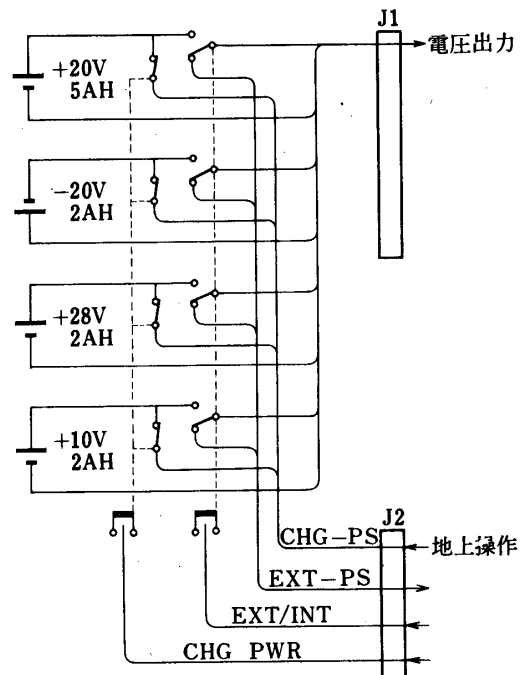 J1
電圧出力
+20V
5AH
−20V
2AH
+28V
2AH
+10V
2AH
J2
CHG-PS
地上操作
EXT-PS
EXT/INT
CHG PWR